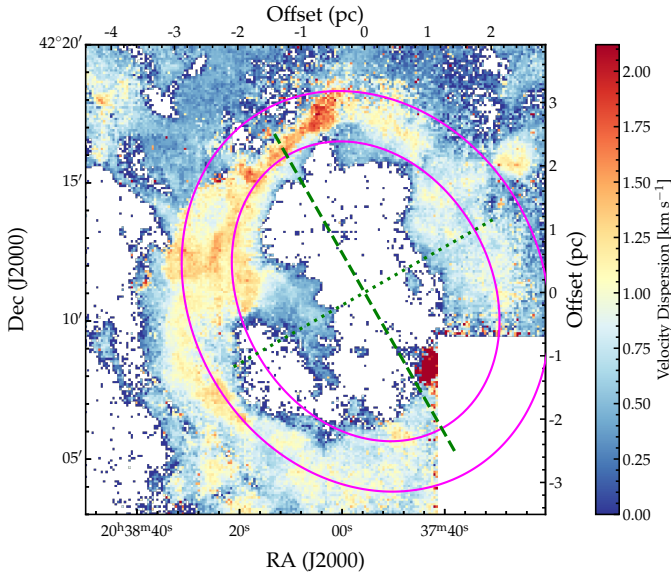 Offset (pc)
−4 −3 −2 −1 0 1 2
42°20′
15′
10′
05′
Dec (J2000)
20ʰ38ᵐ40ˢ 20ˢ 00ˢ 37ᵐ40ˢ
RA (J2000)
3
2
1
0
−1
−2
−3
Offset (pc)
2.00
1.75
1.50
1.25
1.00
0.75
0.50
0.25
0.00
Velocity Dispersion [km s⁻¹]